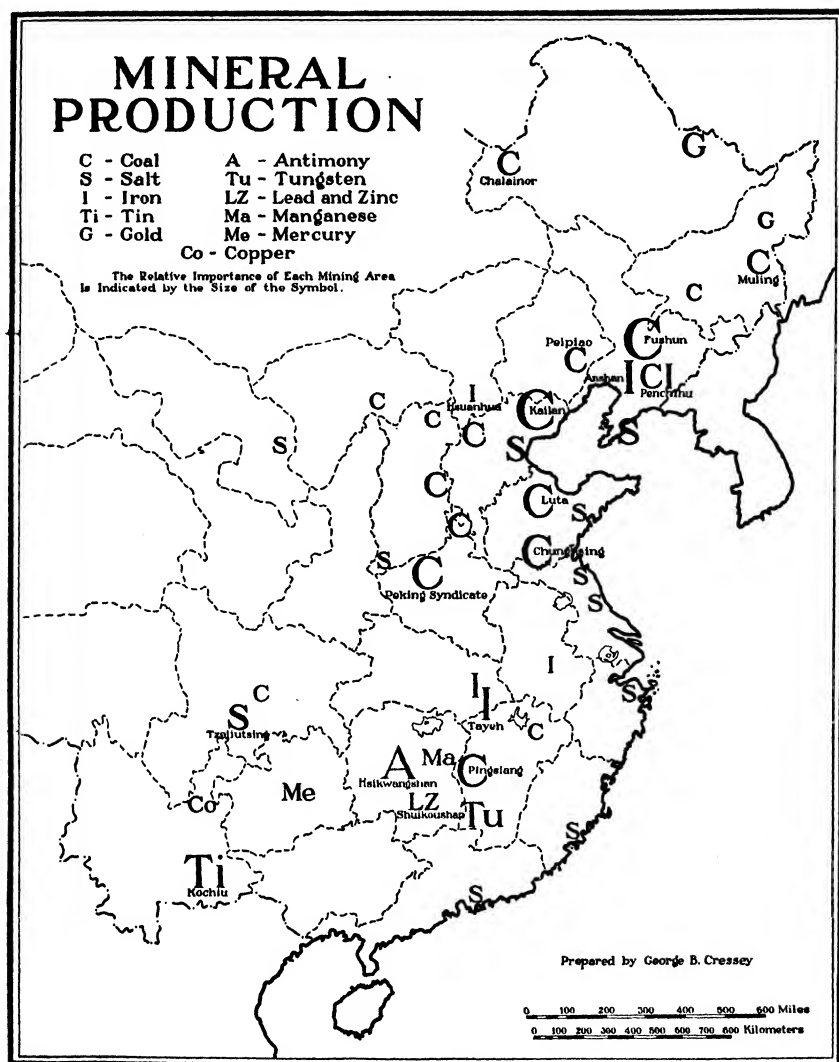 MINERAL
PRODUCTION
C - Coal
S - Salt
I - Iron
Ti - Tin
G - Gold
A - Antimony
Tu - Tungsten
LZ - Lead and Zinc
Ma - Manganese
Me - Mercury
Co - Copper
The Relative Importance of Each Mining Area
is Indicated by the Size of the Symbol.
G
C
Chalainor
G
C
Muling
C
C
Fushun
Peipiao
C
Anshan
I C I
Penchihu
I
Hsuanhua
C
C
C
C
Kailan
S
S
S
C
C
Luta
S
C
C
Chunghsing
S
C
Peking Syndicate
S
S
I
S
C
S
Tzeliutsing
I
I
Tayeh
C
A
Hsikwangshan
Ma
C
Pingsiang
LZ
Shuikoushan
Tu
Me
Co
Ti
Kochiu
S
S
Prepared by George B. Cressey
0 100 200 300 400 500 600 Miles
0 100 200 300 400 500 600 700 800 Kilometers